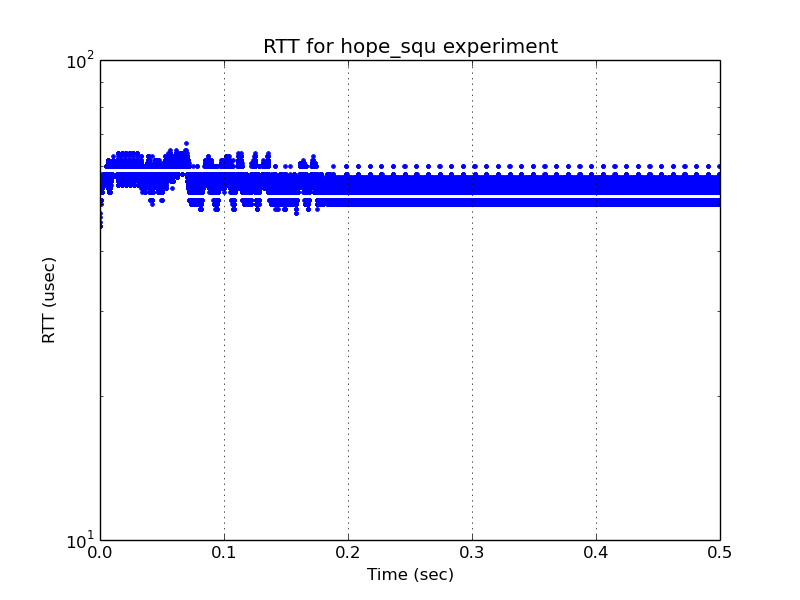 RTT for hope_squ experiment
10²
RTT (usec)
10¹
0.0 0.1 0.2 0.3 0.4 0.5
Time (sec)